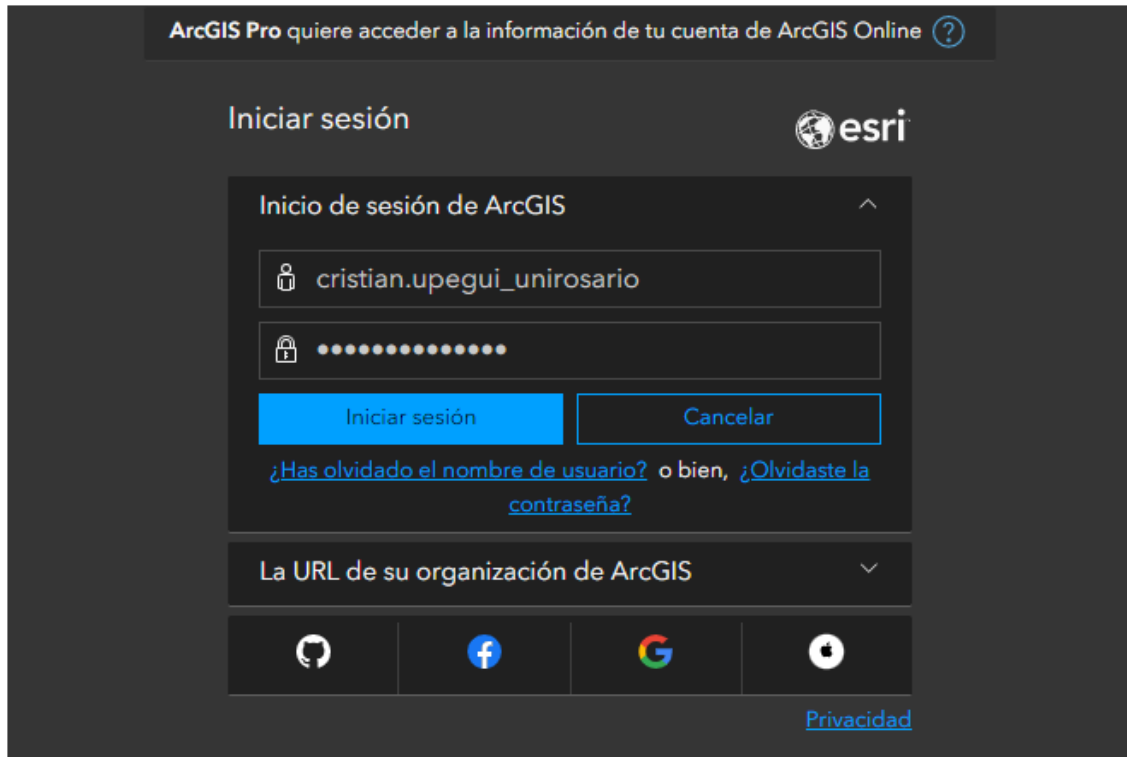 ArcGIS Pro quiere acceder a la información de tu cuenta de ArcGIS Online ?
Iniciar sesión
esri
Inicio de sesión de ArcGIS
cristian.upegui_unirosario
••••••••••••••
Iniciar sesión
Cancelar
¿Has olvidado el nombre de usuario? o bien, ¿Olvidaste la
contraseña?
La URL de su organización de ArcGIS
Privacidad